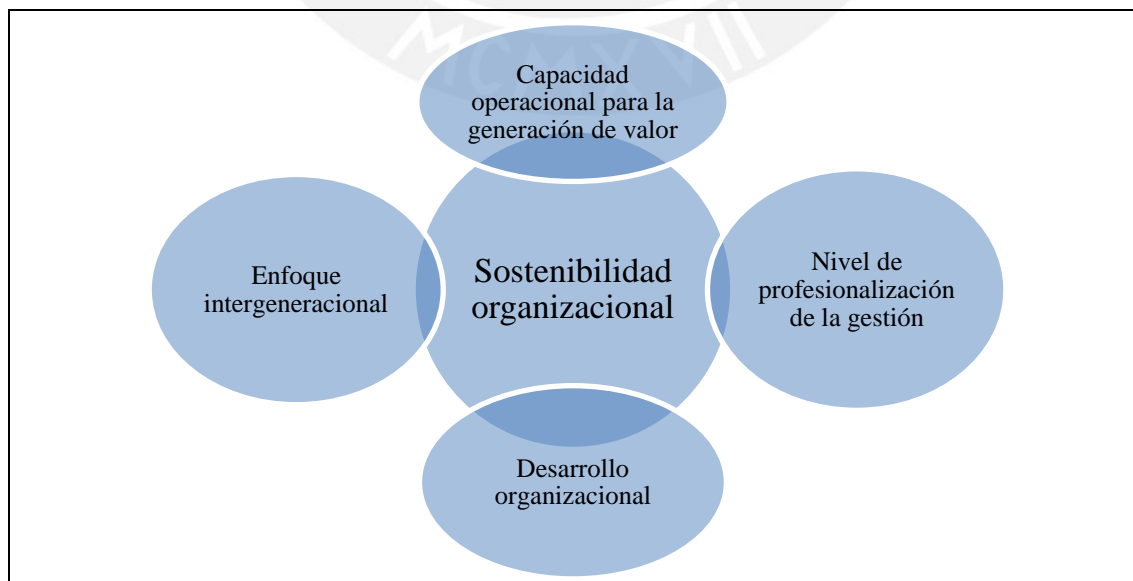 MCMXVII
Capacidad
operacional para la
generación de valor
Enfoque
intergeneracional
Sostenibilidad
organizacional
Nivel de
profesionalización
de la gestión
Desarrollo
organizacional